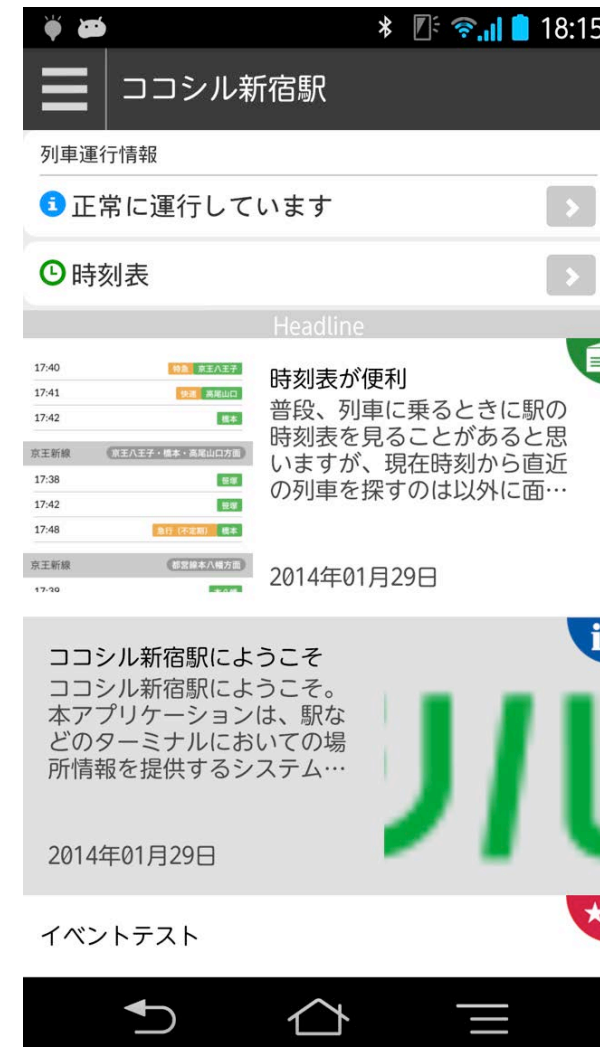 18:15
ココシル新宿駅
列車運行情報
正常に運行しています
時刻表
Headline
17:40 特急 京王八王子
17:41 快速 高尾山口
17:42 橋本
京王新線 京王八王子・橋本・高尾山口方面
17:38 笹塚
17:42 笹塚
17:48 急行（不定期） 橋本
京王新線 都営線本八幡方面
17:39
時刻表が便利
普段、列車に乗るときに駅の
時刻表を見ることがあると思
いますが、現在時刻から直近
の列車を探すのは以外に面…
2014年01月29日
ココシル新宿駅にようこそ
ココシル新宿駅にようこそ。
本アプリケーションは、駅な
どのターミナルにおいての場
所情報を提供するシステム…
2014年01月29日
イベントテスト